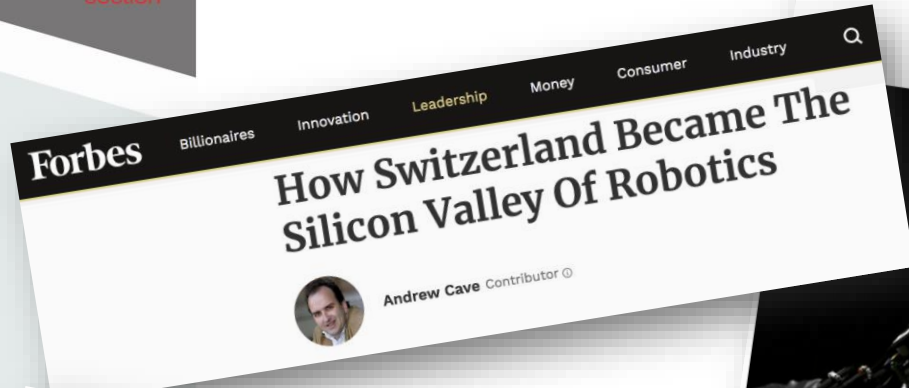 Forbes Billionaires Innovation Leadership Money Consumer Industry
How Switzerland Became The
Silicon Valley Of Robotics
Andrew Cave Contributor